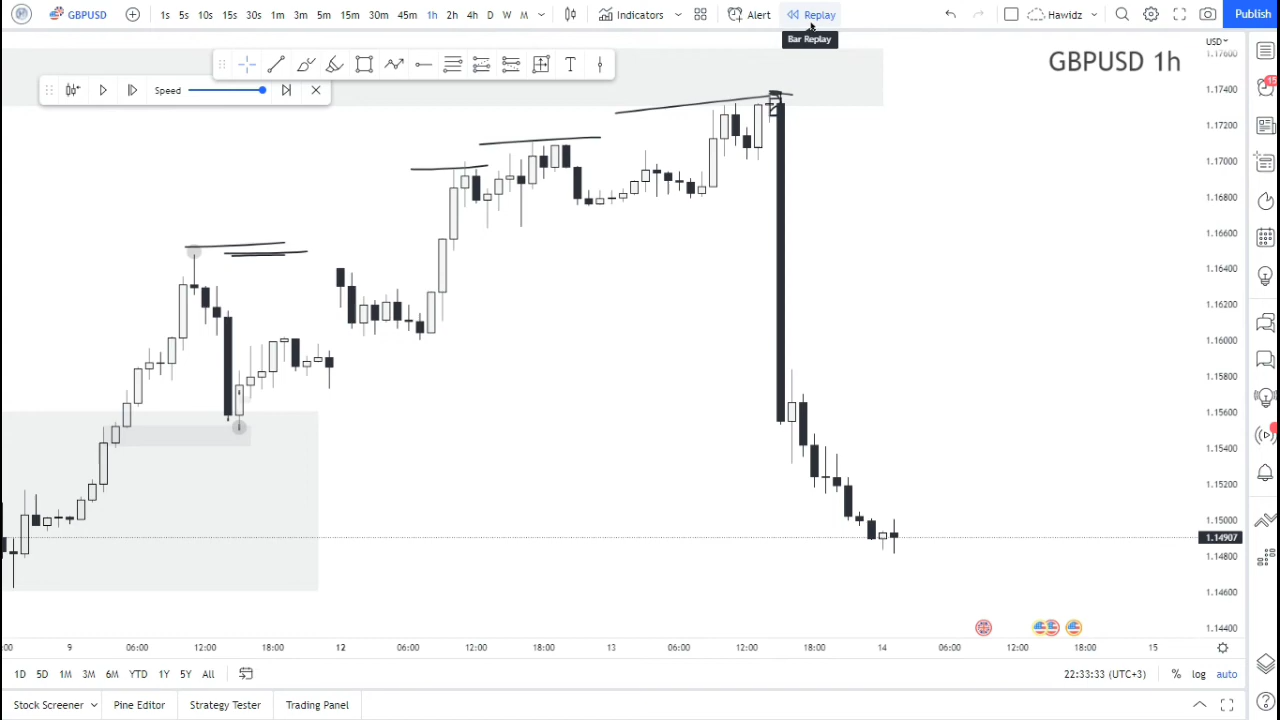 M GBPUSD 1s 5s 10s 15s 30s 1m 3m 5m 15m 30m 45m 1h 2h 4h D W M Indicators Alert Replay Hawidz Publish
Bar Replay
USD
GBPUSD 1h
Speed
15
1.17600
1.17400
1.17200
1.17000
1.16800
1.16600
1.16400
1.16200
1.16000
1.15800
1.15600
1.15400
1.15200
1.15000
1.14907
1.14800
1.14600
1.14400
:00 9 06:00 12:00 18:00 12 06:00 12:00 18:00 13 06:00 12:00 18:00 14 06:00 12:00 18:00 15
1D 5D 1M 3M 6M YTD 1Y 5Y All 22:33:33 (UTC+3) % log auto
Stock Screener Pine Editor Strategy Tester Trading Panel